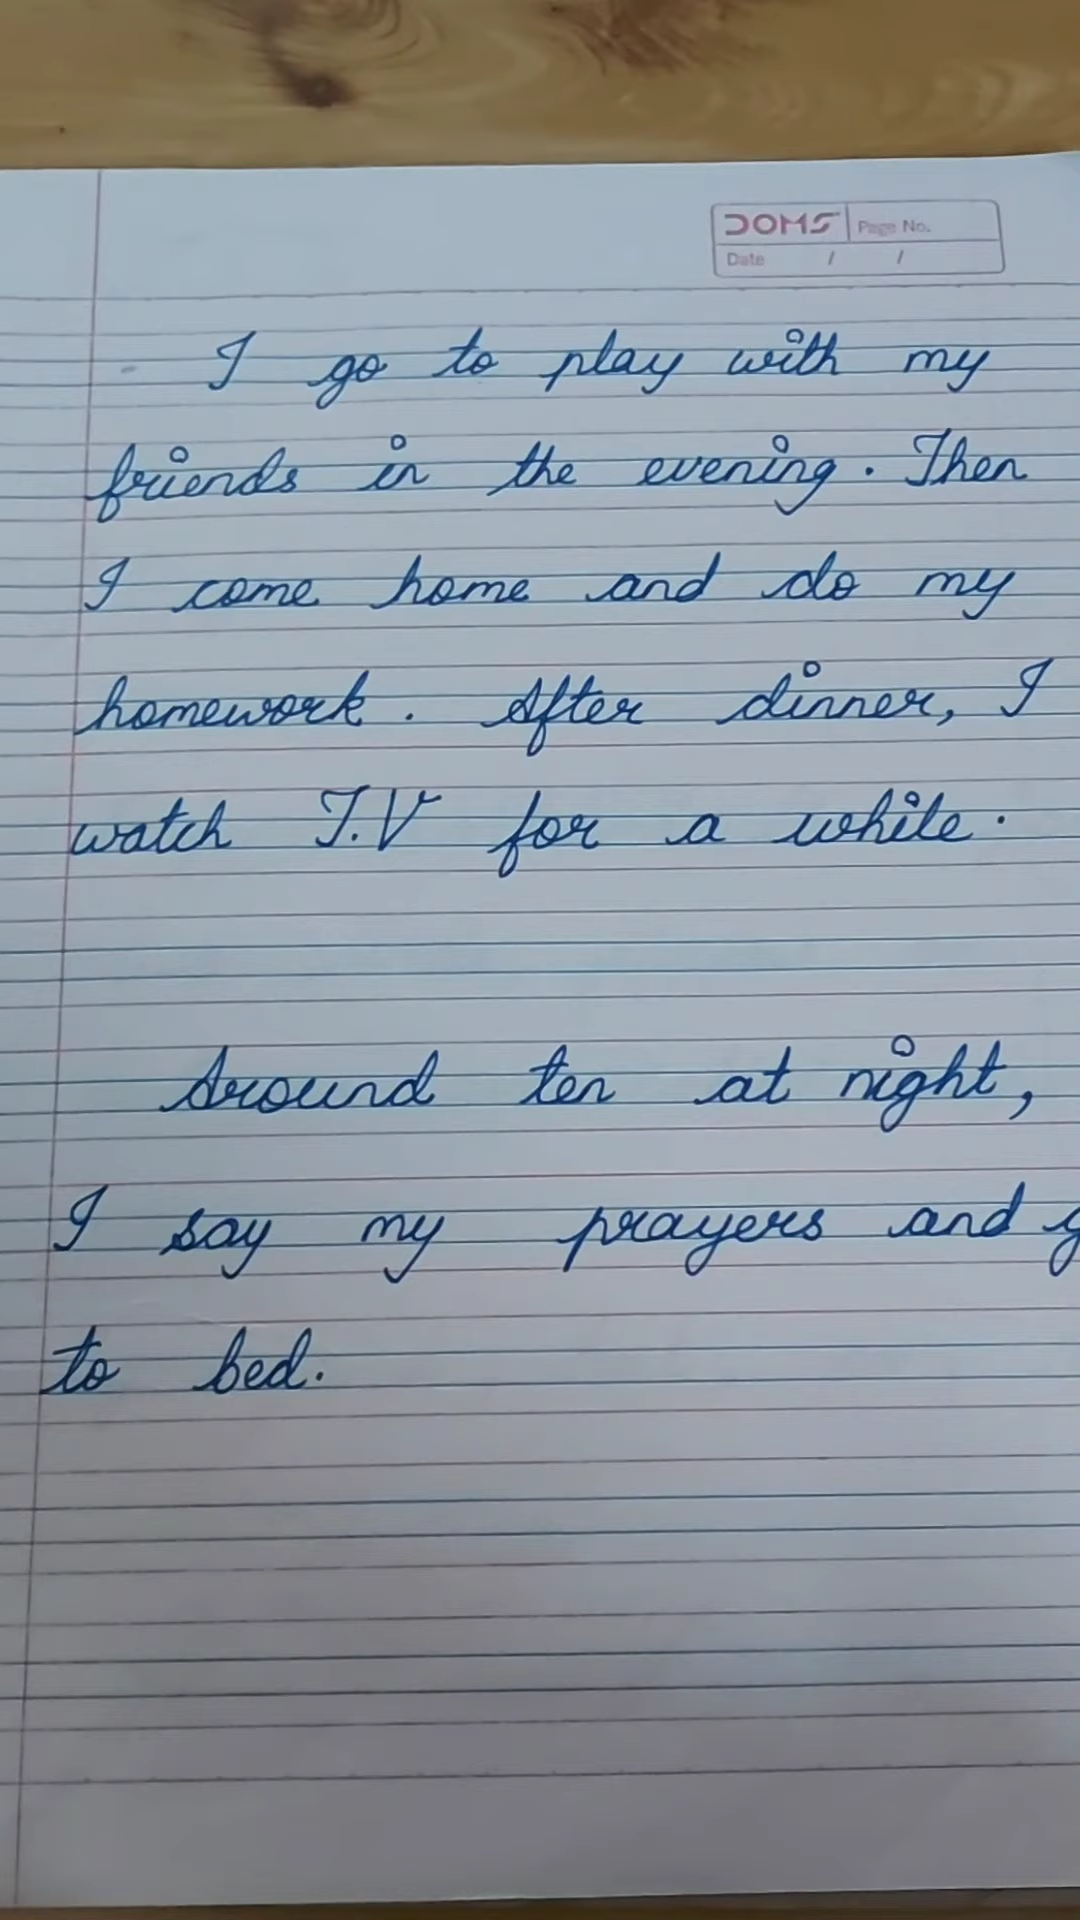 DOMS Page No.
Date / /
I go to play with my
friends in the evening. Then
I come home and do my
homework. After dinner, I
watch T.V for a while.
Around ten at night,
I say my prayers and
to bed.